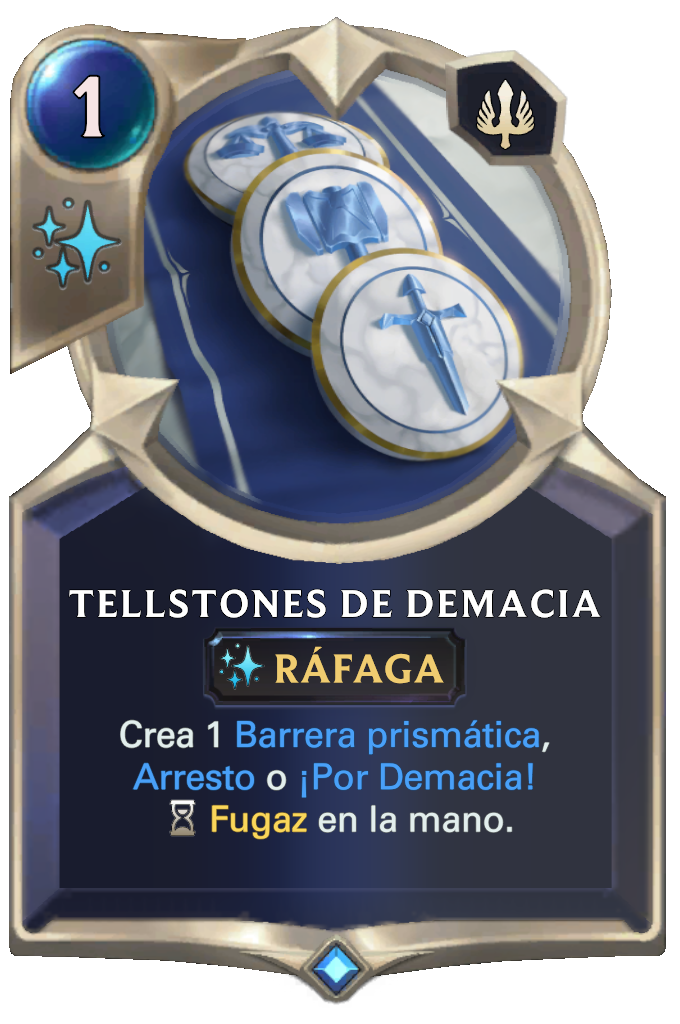 1
TELLSTONES DE DEMACIA
RÁFAGA
Crea 1 Barrera prismática,
Arresto o ¡Por Demacia!
Fugaz en la mano.